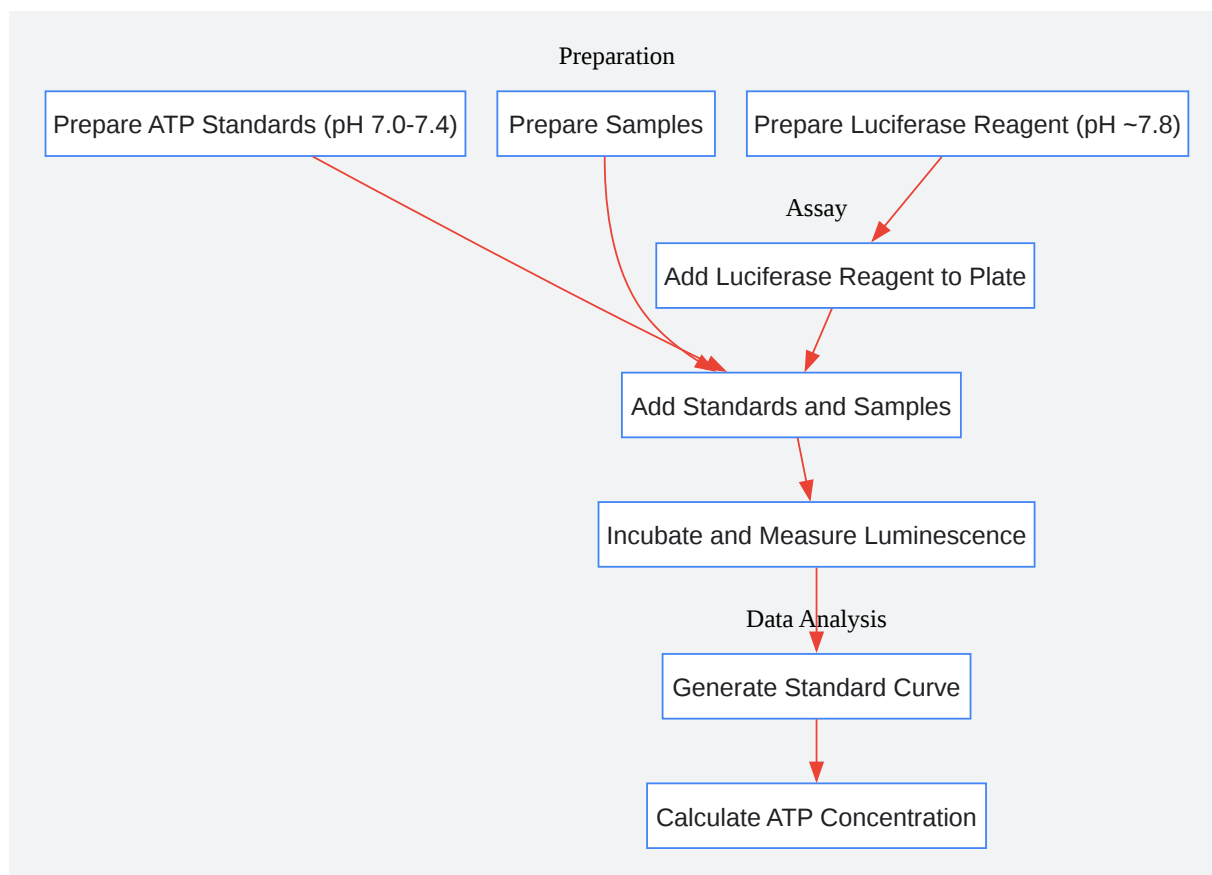 Preparation
Prepare ATP Standards (pH 7.0-7.4)
Prepare Samples
Prepare Luciferase Reagent (pH ~7.8)
Assay
Add Luciferase Reagent to Plate
Add Standards and Samples
Incubate and Measure Luminescence
Data Analysis
Generate Standard Curve
Calculate ATP Concentration